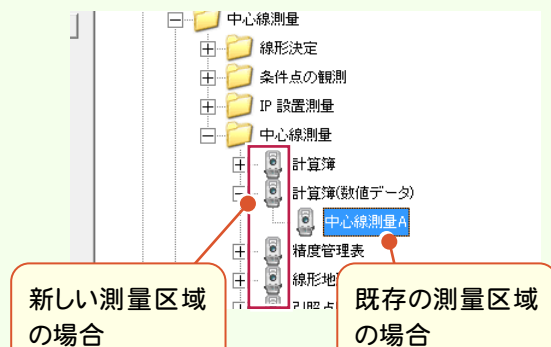 中心線測量
線形決定
条件点の観測
IP 設置測量
中心線測量
計算簿
計算簿(数値データ)
中心線測量A
精度管理表
線形地
引照点
新しい測量区域
の場合
既存の測量区域
の場合